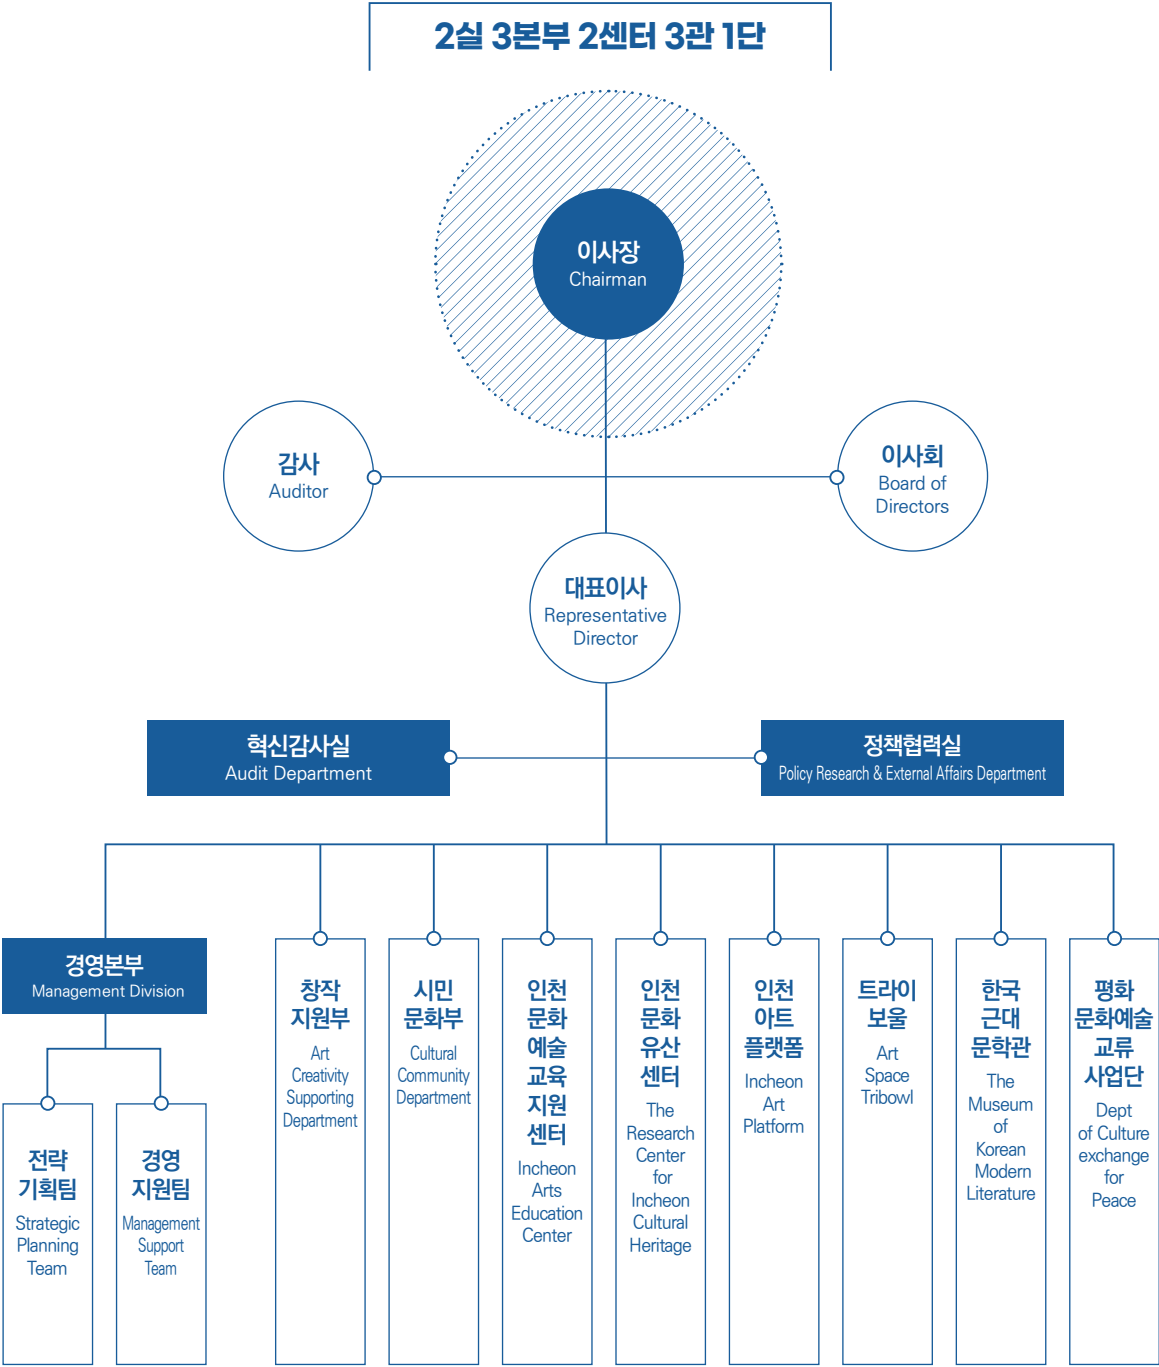 2실 3본부 2센터 3관 1단
이사장
Chairman
감사
Auditor
이사회
Board of
Directors
대표이사
Representative
Director
혁신감사실
Audit Department
정책협력실
Policy Research & External Affairs Department
경영본부
Management Division
전략
기획팀
Strategic
Planning
Team
경영
지원팀
Management
Support
Team
창작
지원부
Art
Creativity
Supporting
Department
시민
문화부
Cultural
Community
Department
인천
문화
예술
교육
지원
센터
Incheon
Arts
Education
Center
인천
문화
유산
센터
The
Research
Center
for
Incheon
Cultural
Heritage
인천
아트
플랫폼
Incheon
Art
Platform
트라이
보울
Art
Space
Tribowl
한국
근대
문학관
The
Museum
of
Korean
Modern
Literature
평화
문화예술
교류
사업단
Dept
of Culture
exchange
for
Peace